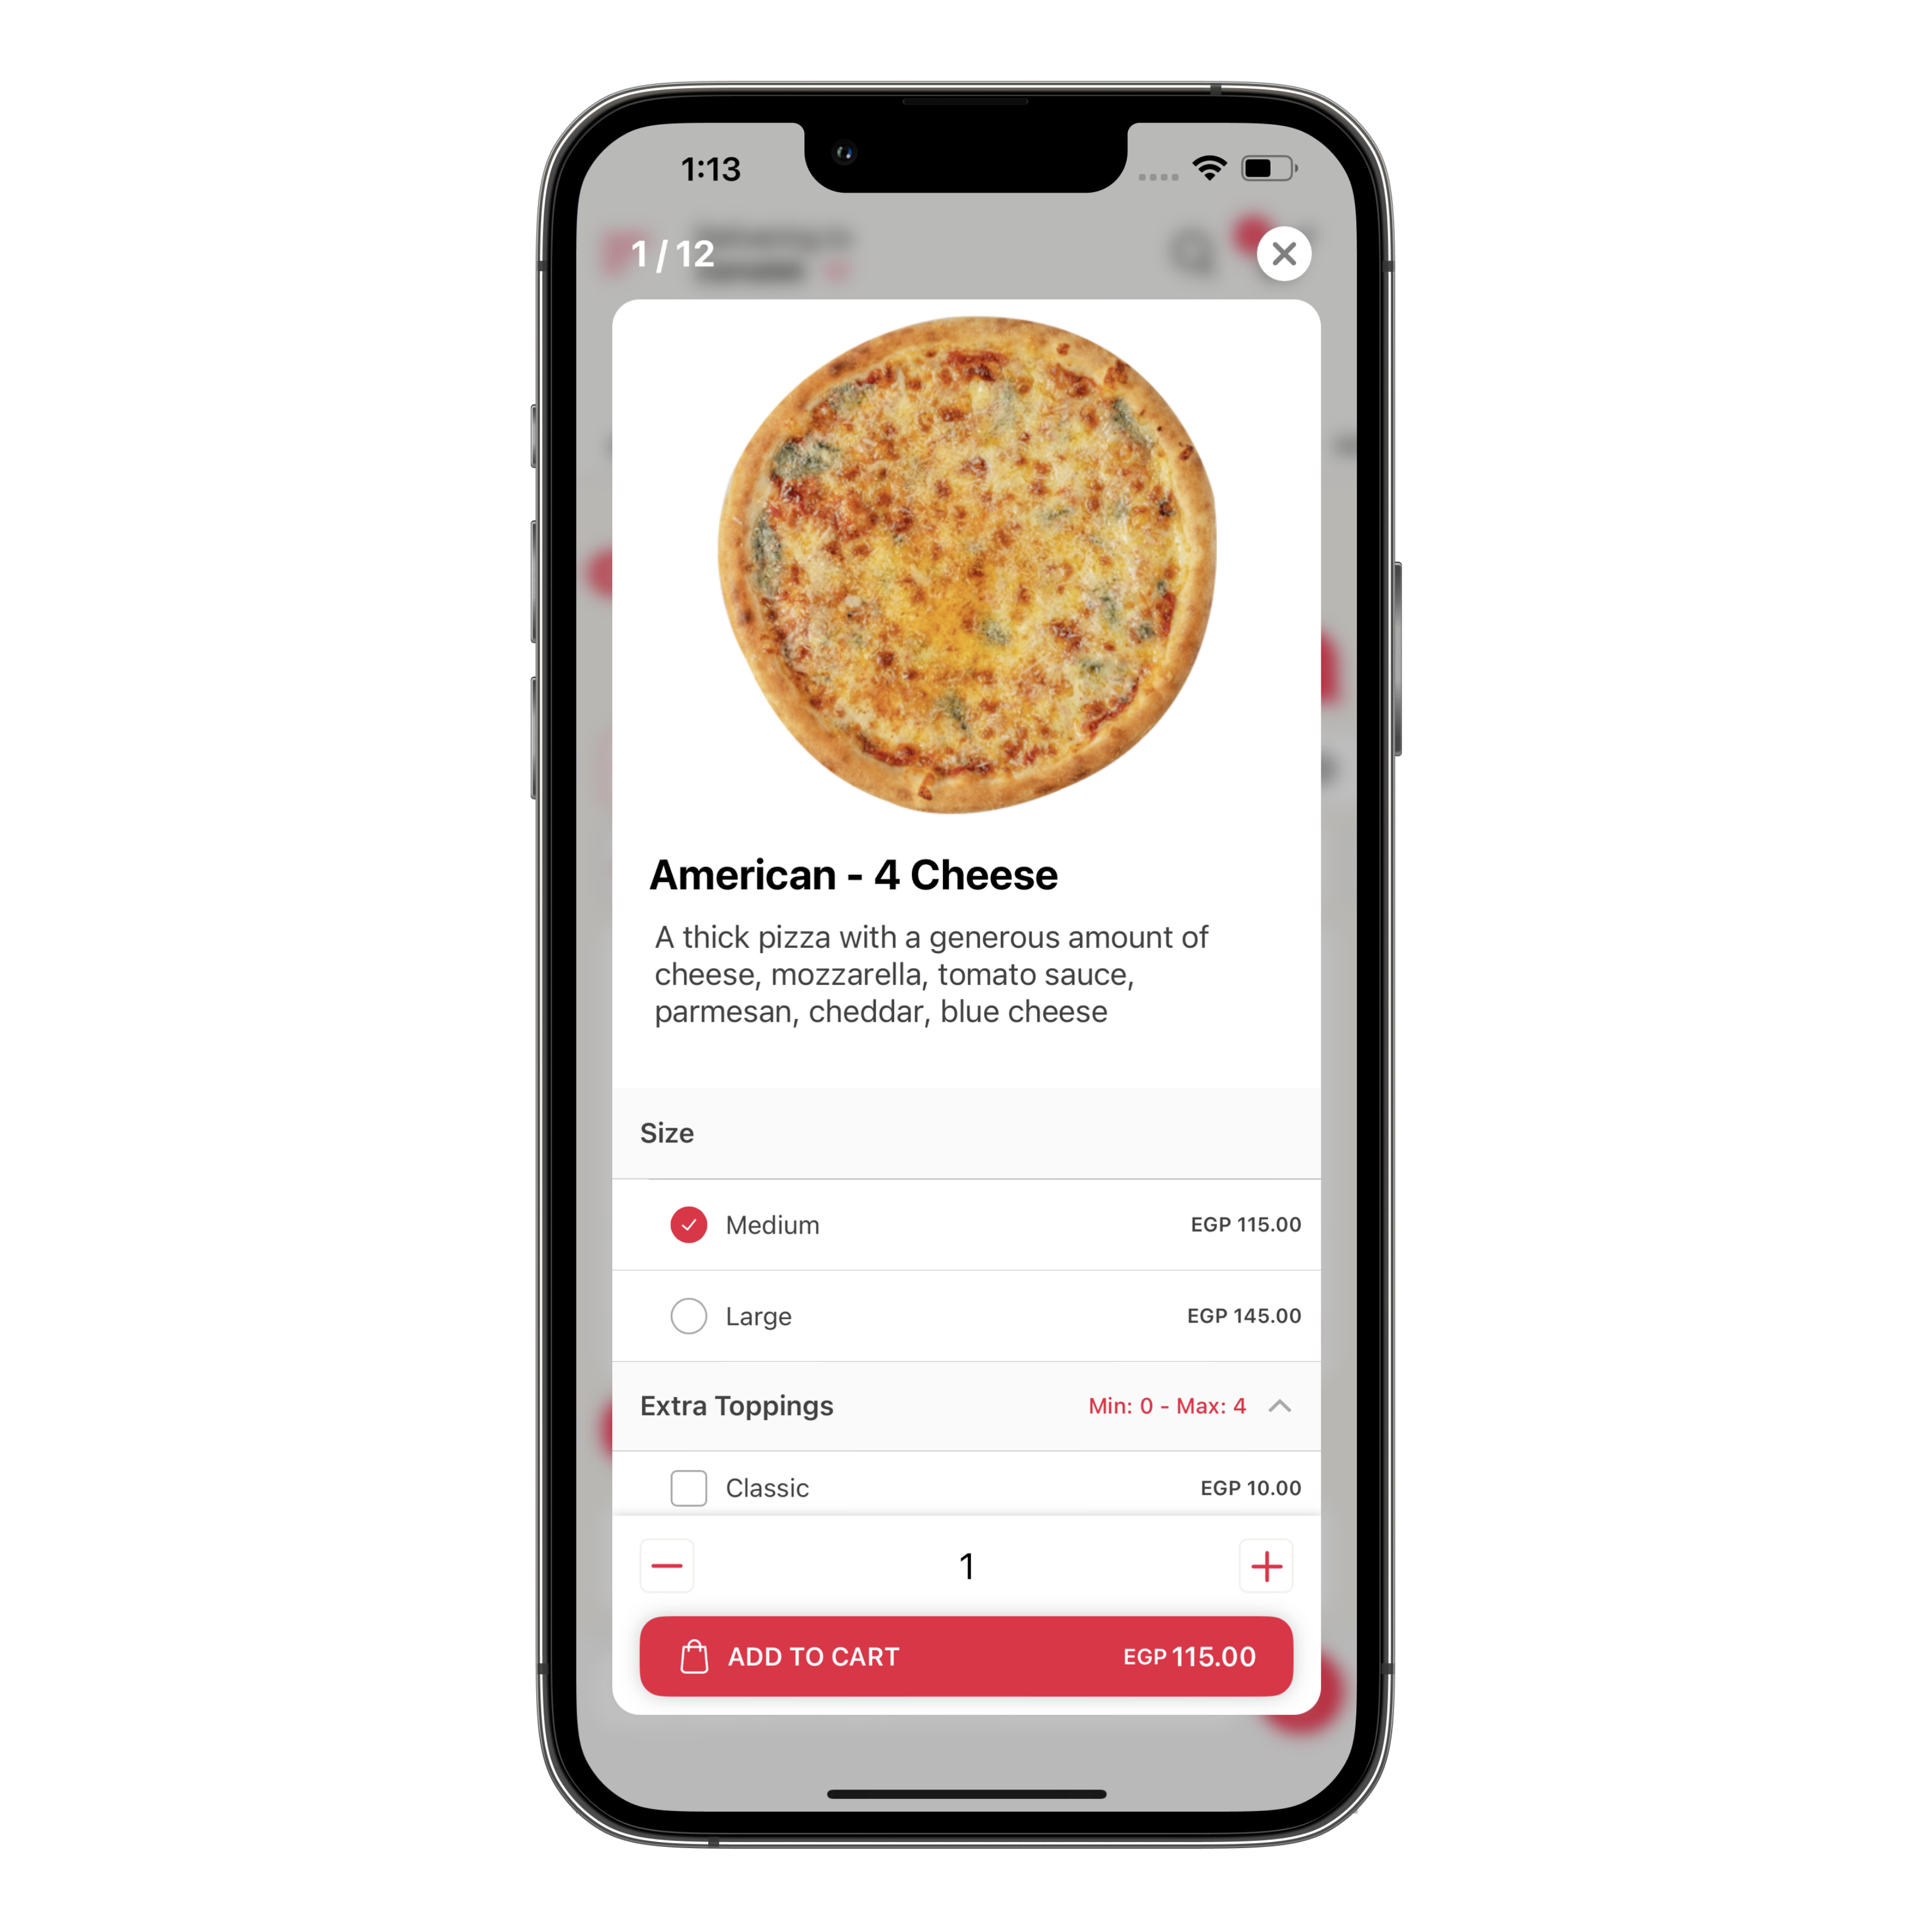 1:13
1 / 12
American - 4 Cheese
A thick pizza with a generous amount of
cheese, mozzarella, tomato sauce,
parmesan, cheddar, blue cheese
Size
Medium EGP 115.00
Large EGP 145.00
Extra Toppings Min: 0 - Max: 4
Classic EGP 10.00
1
ADD TO CART EGP 115.00